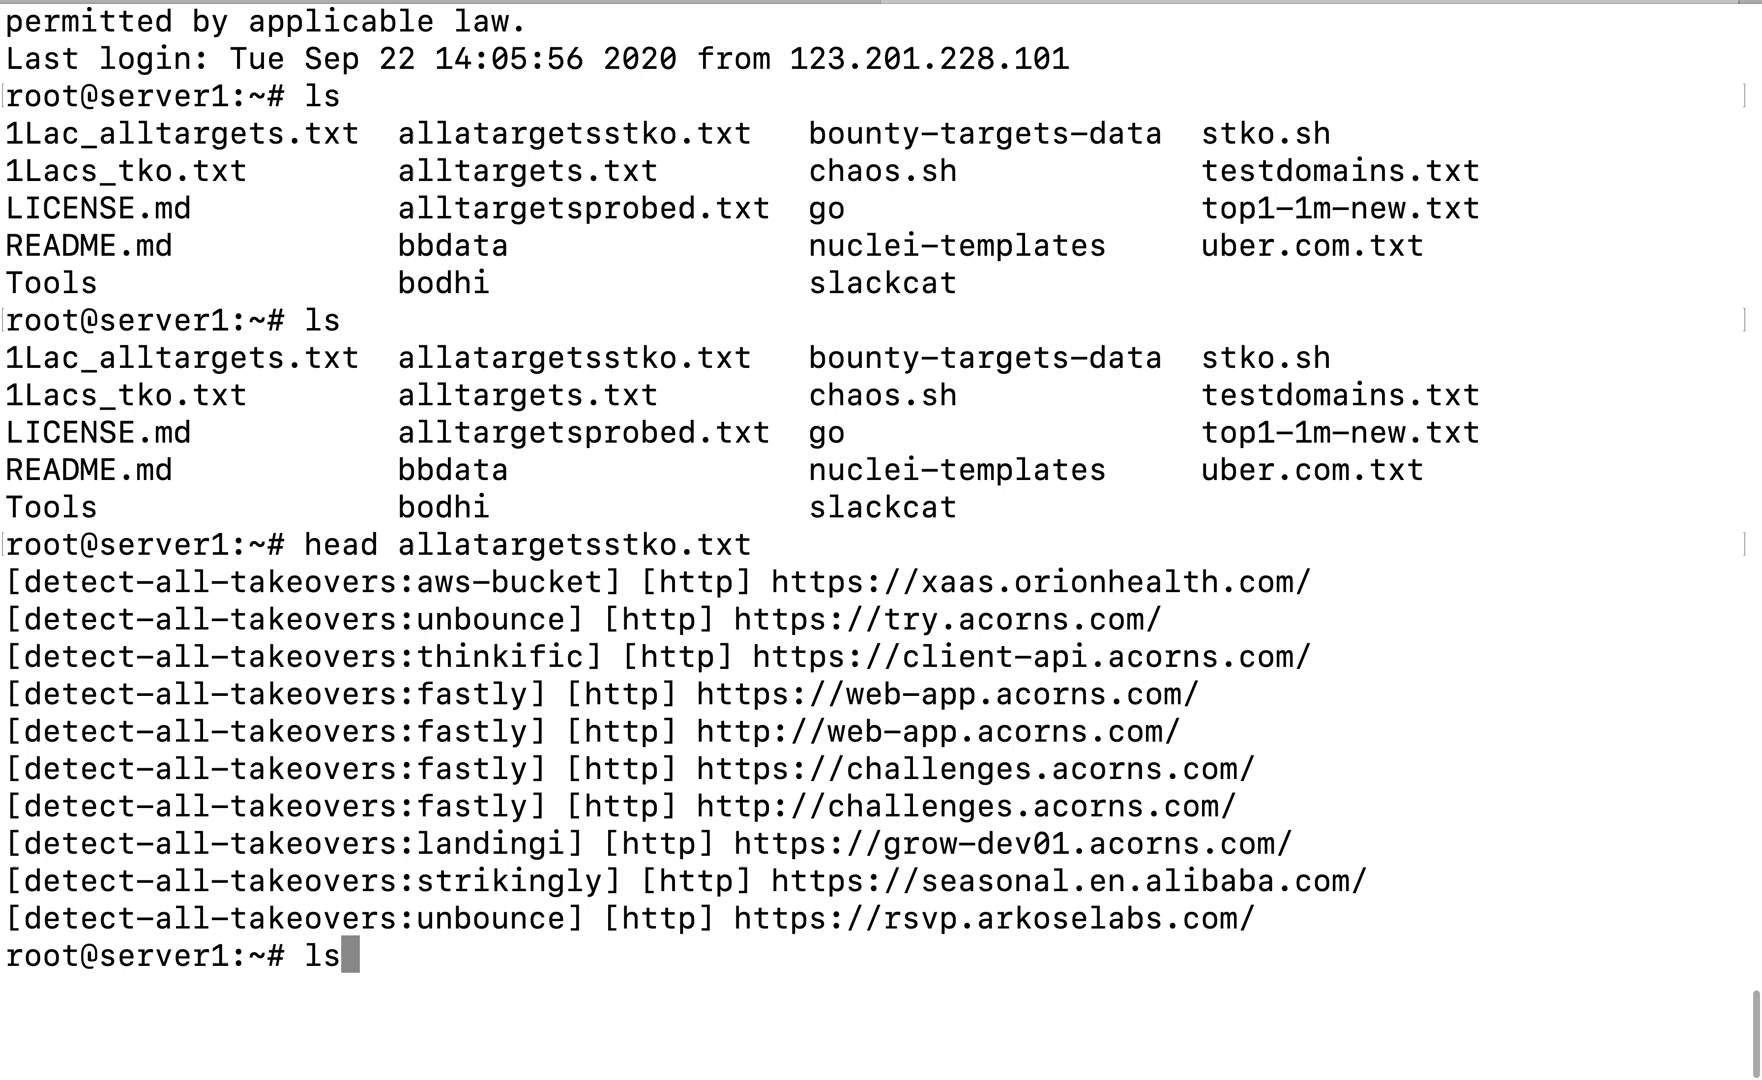 permitted by applicable law.
Last login: Tue Sep 22 14:05:56 2020 from 123.201.228.101
[root@server1:~# ls ]
1Lac_alltargets.txt  allatargetsstko.txt   bounty-targets-data  stko.sh
1Lacs_tko.txt        alltargets.txt        chaos.sh             testdomains.txt
LICENSE.md           alltargetsprobed.txt  go                   top1-1m-new.txt
README.md            bbdata                nuclei-templates     uber.com.txt
Tools                bodhi                 slackcat
[root@server1:~# ls ]
1Lac_alltargets.txt  allatargetsstko.txt   bounty-targets-data  stko.sh
1Lacs_tko.txt        alltargets.txt        chaos.sh             testdomains.txt
LICENSE.md           alltargetsprobed.txt  go                   top1-1m-new.txt
README.md            bbdata                nuclei-templates     uber.com.txt
Tools                bodhi                 slackcat
[root@server1:~# head allatargetsstko.txt ]
[detect-all-takeovers:aws-bucket] [http] https://xaas.orionhealth.com/
[detect-all-takeovers:unbounce] [http] https://try.acorns.com/
[detect-all-takeovers:thinkific] [http] https://client-api.acorns.com/
[detect-all-takeovers:fastly] [http] https://web-app.acorns.com/
[detect-all-takeovers:fastly] [http] http://web-app.acorns.com/
[detect-all-takeovers:fastly] [http] https://challenges.acorns.com/
[detect-all-takeovers:fastly] [http] http://challenges.acorns.com/
[detect-all-takeovers:landingi] [http] https://grow-dev01.acorns.com/
[detect-all-takeovers:strikingly] [http] https://seasonal.en.alibaba.com/
[detect-all-takeovers:unbounce] [http] https://rsvp.arkoselabs.com/
root@server1:~# ls